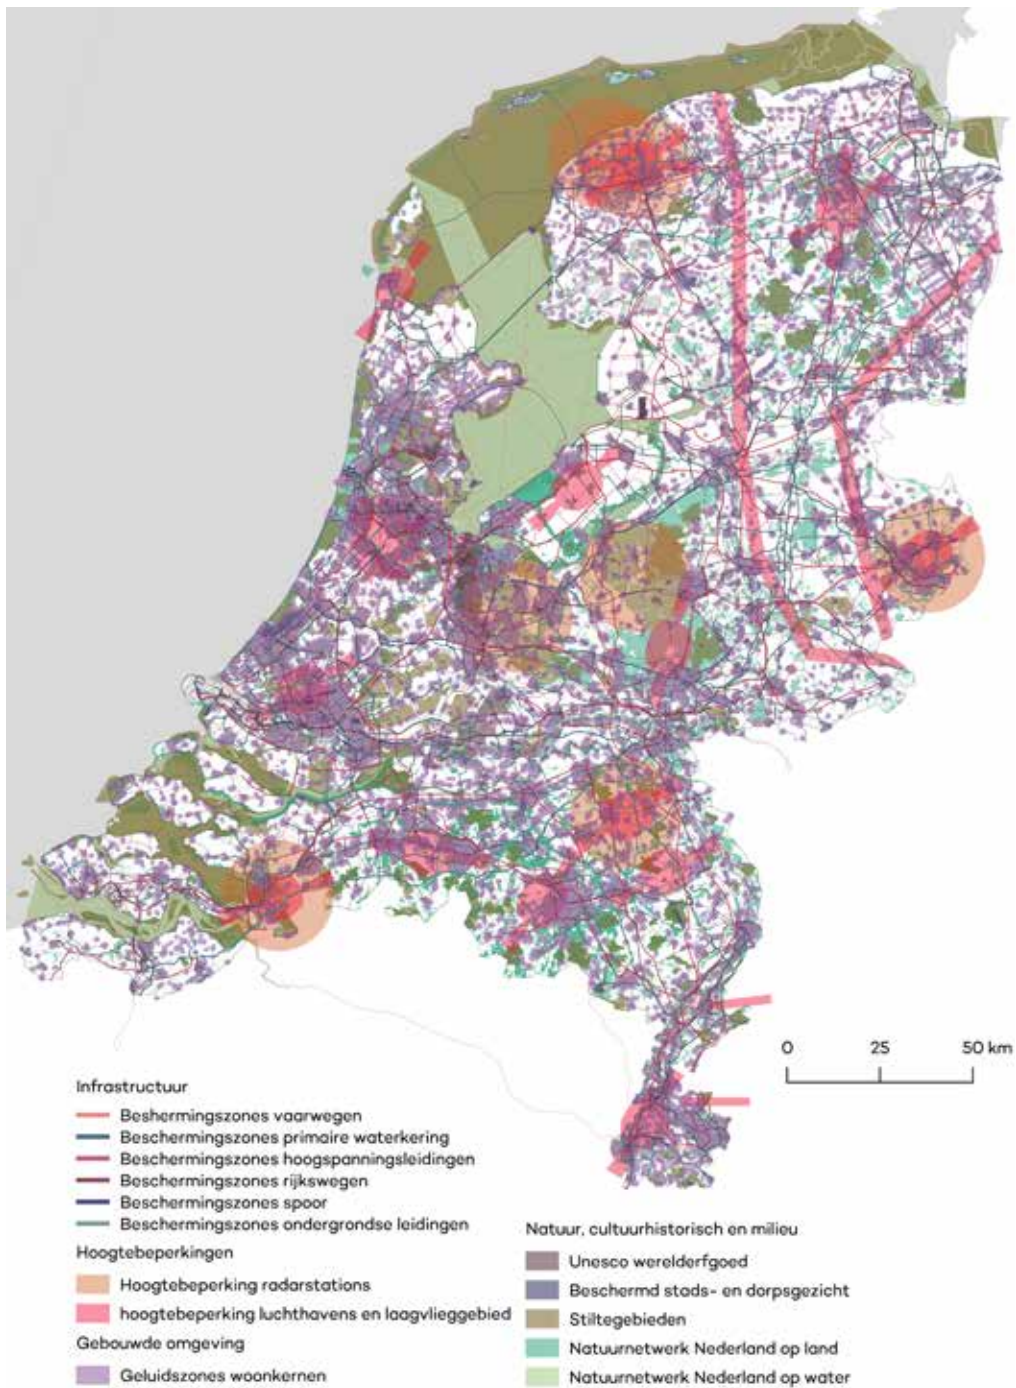 0 25 50 km
Infrastructuur
Beshermingszones vaarwegen
Beschermingszones primaire waterkering
Beschermingszones hoogspanningsleidingen
Beschermingszones rijkswegen
Beschermingszones spoor
Beschermingszones ondergrondse leidingen
Hoogtebeperkingen
Hoogtebeperking radarstations
hoogtebeperking luchthavens en laagvlieggebied
Gebouwde omgeving
Geluidszones woonkernen
Natuur, cultuurhistorisch en milieu
Unesco werelderfgoed
Beschermd stads- en dorpsgezicht
Stiltegebieden
Natuurnetwerk Nederland op land
Natuurnetwerk Nederland op water